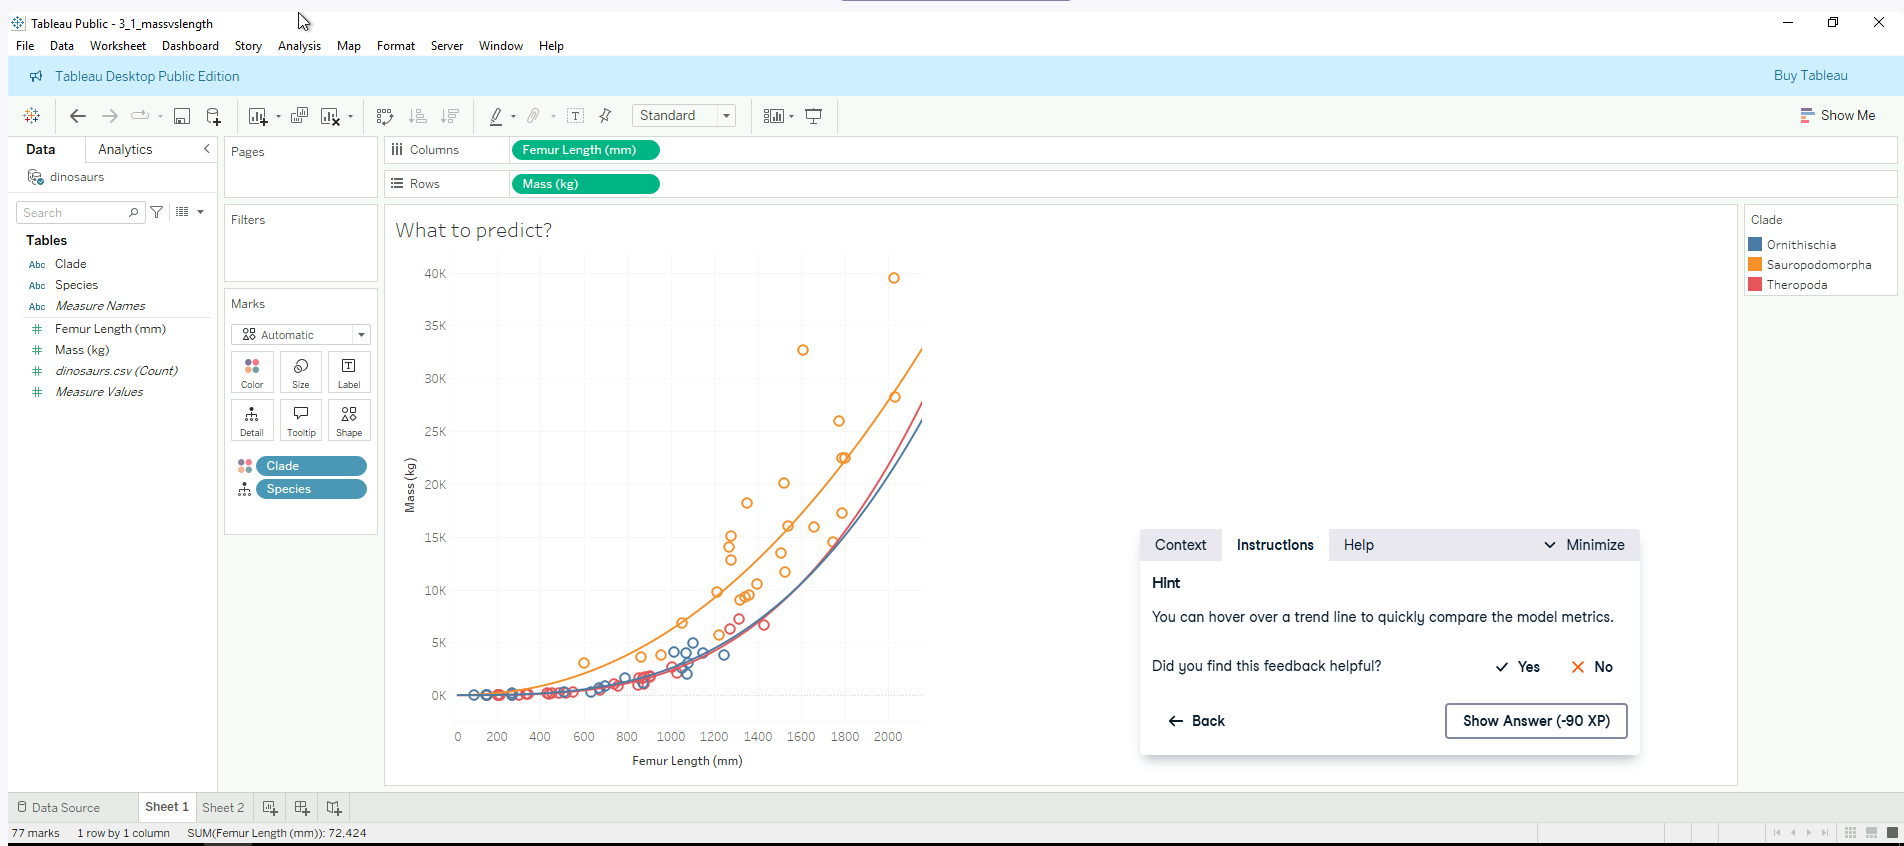 Tableau Public - 3_1_massvslength
File Data Worksheet Dashboard Story Analysis Map Format Server Window Help
Tableau Desktop Public Edition
Buy Tableau
Standard
Show Me
Data
Analytics
dinosaurs
Search
Tables
Abc Clade
Abc Species
Abc Measure Names
Femur Length (mm)
Mass (kg)
dinosaurs.csv (Count)
Measure Values
Pages
Filters
Marks
Automatic
Color
Size
T
Label
Detail
Tooltip
Shape
Clade
Species
Columns
Femur Length (mm)
Rows
Mass (kg)
What to predict?
40K
35K
30K
25K
20K
15K
10K
5K
0K
Mass (kg)
0 200 400 600 800 1000 1200 1400 1600 1800 2000
Femur Length (mm)
Clade
Ornithischia
Sauropodomorpha
Theropoda
Context
Instructions
Help
Minimize
Hint
You can hover over a trend line to quickly compare the model metrics.
Did you find this feedback helpful?
Yes
No
Back
Show Answer (-90 XP)
Data Source
Sheet 1
Sheet 2
77 marks
1 row by 1 column
SUM(Femur Length (mm)): 72,424